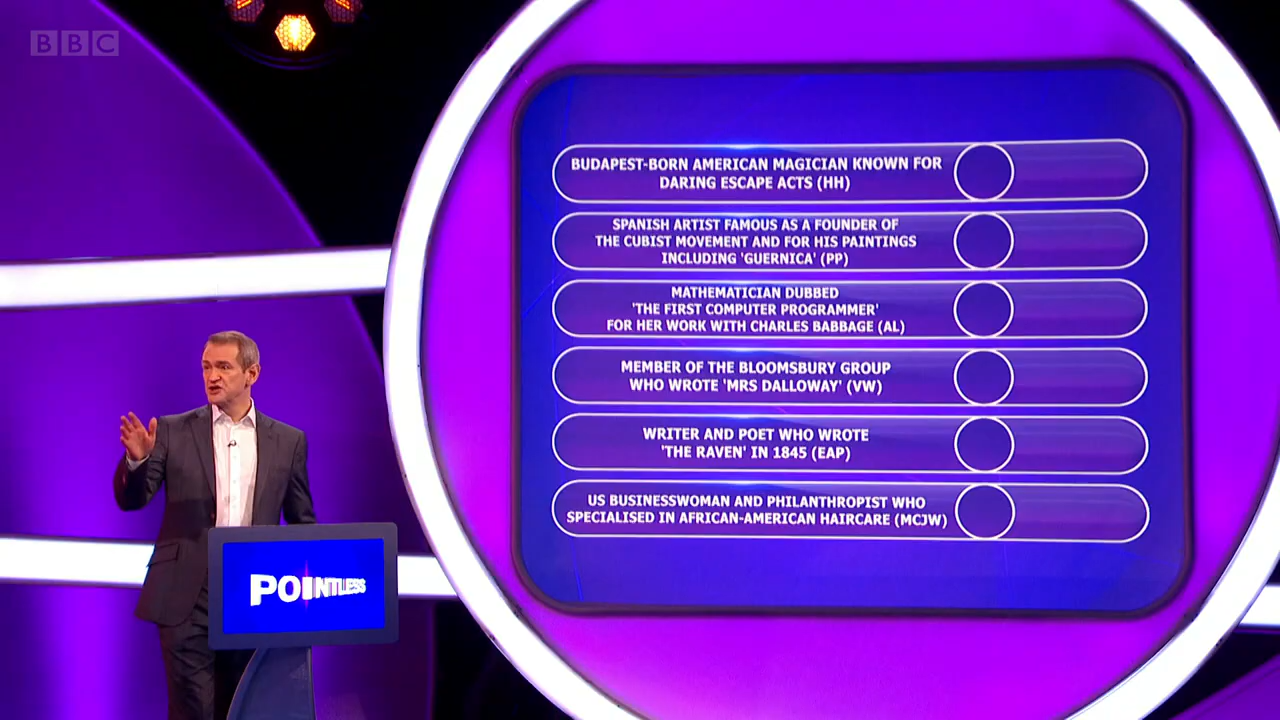 BBC
BUDAPEST-BORN AMERICAN MAGICIAN KNOWN FOR
DARING ESCAPE ACTS (HH)
SPANISH ARTIST FAMOUS AS A FOUNDER OF
THE CUBIST MOVEMENT AND FOR HIS PAINTINGS
INCLUDING 'GUERNICA' (PP)
MATHEMATICIAN DUBBED
'THE FIRST COMPUTER PROGRAMMER'
FOR HER WORK WITH CHARLES BABBAGE (AL)
MEMBER OF THE BLOOMSBURY GROUP
WHO WROTE 'MRS DALLOWAY' (VW)
WRITER AND POET WHO WROTE
'THE RAVEN' IN 1845 (EAP)
US BUSINESSWOMAN AND PHILANTHROPIST WHO
SPECIALISED IN AFRICAN-AMERICAN HAIRCARE (MCJW)
POINTLESS